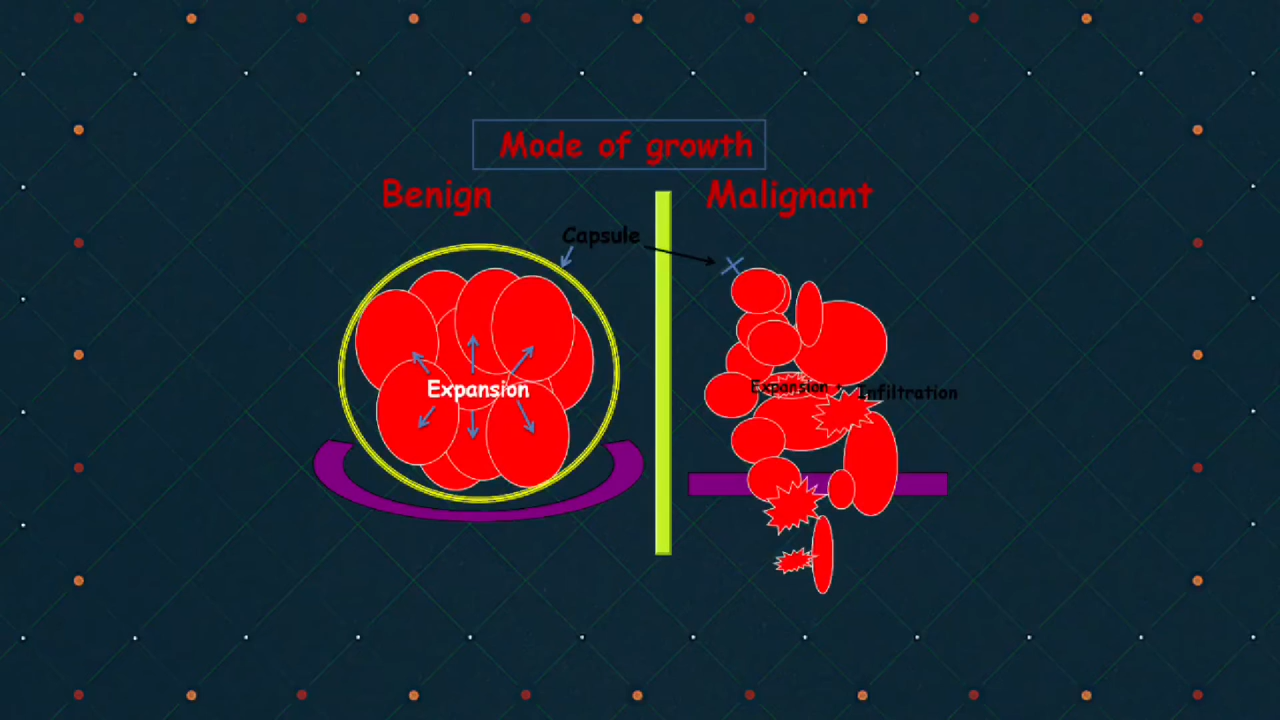 Mode of growth
Benign
Malignant
Capsule
Expansion
Expansion +
Infiltration